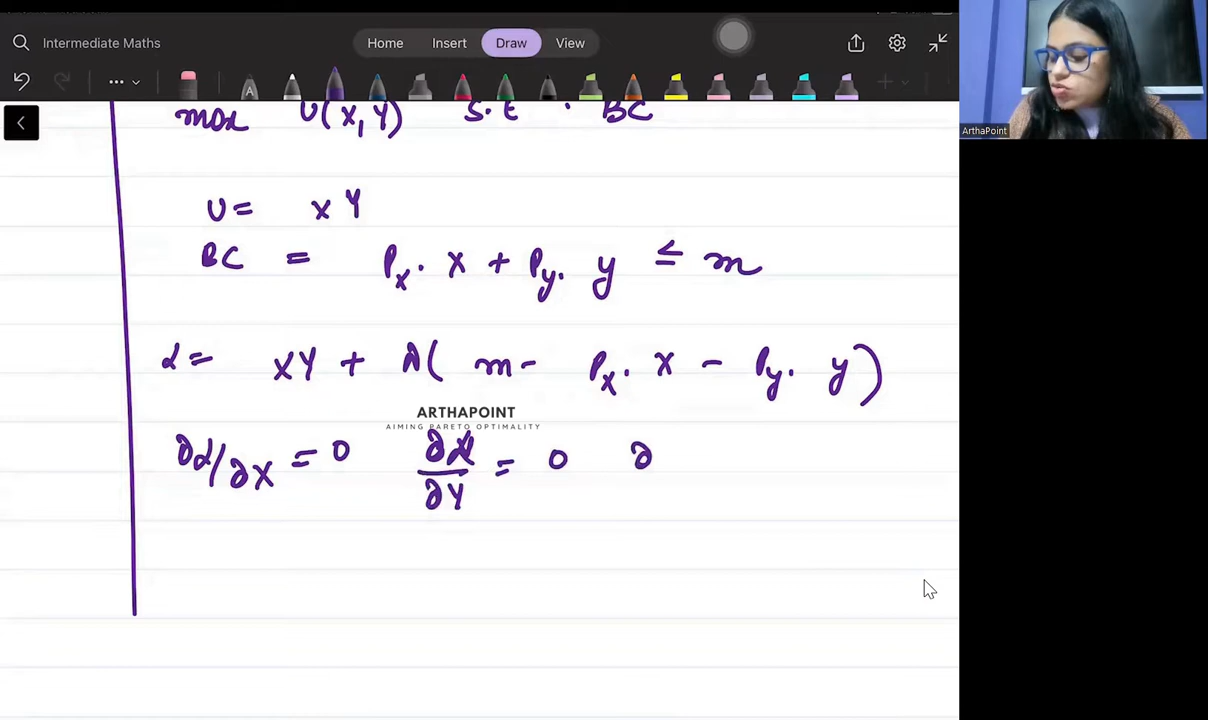 Intermediate Maths
Home Insert Draw View
A
max U(x, Y) S.t. BC
ArthaPoint
U = x Y
BC = Px. x + Py. y ≤ m
L = XY + λ( m - Px. x - Py. y)
ARTHAPOINT
AIMING PARETO OPTIMALITY
∂L/∂X = 0 ∂L/∂Y = 0 ∂